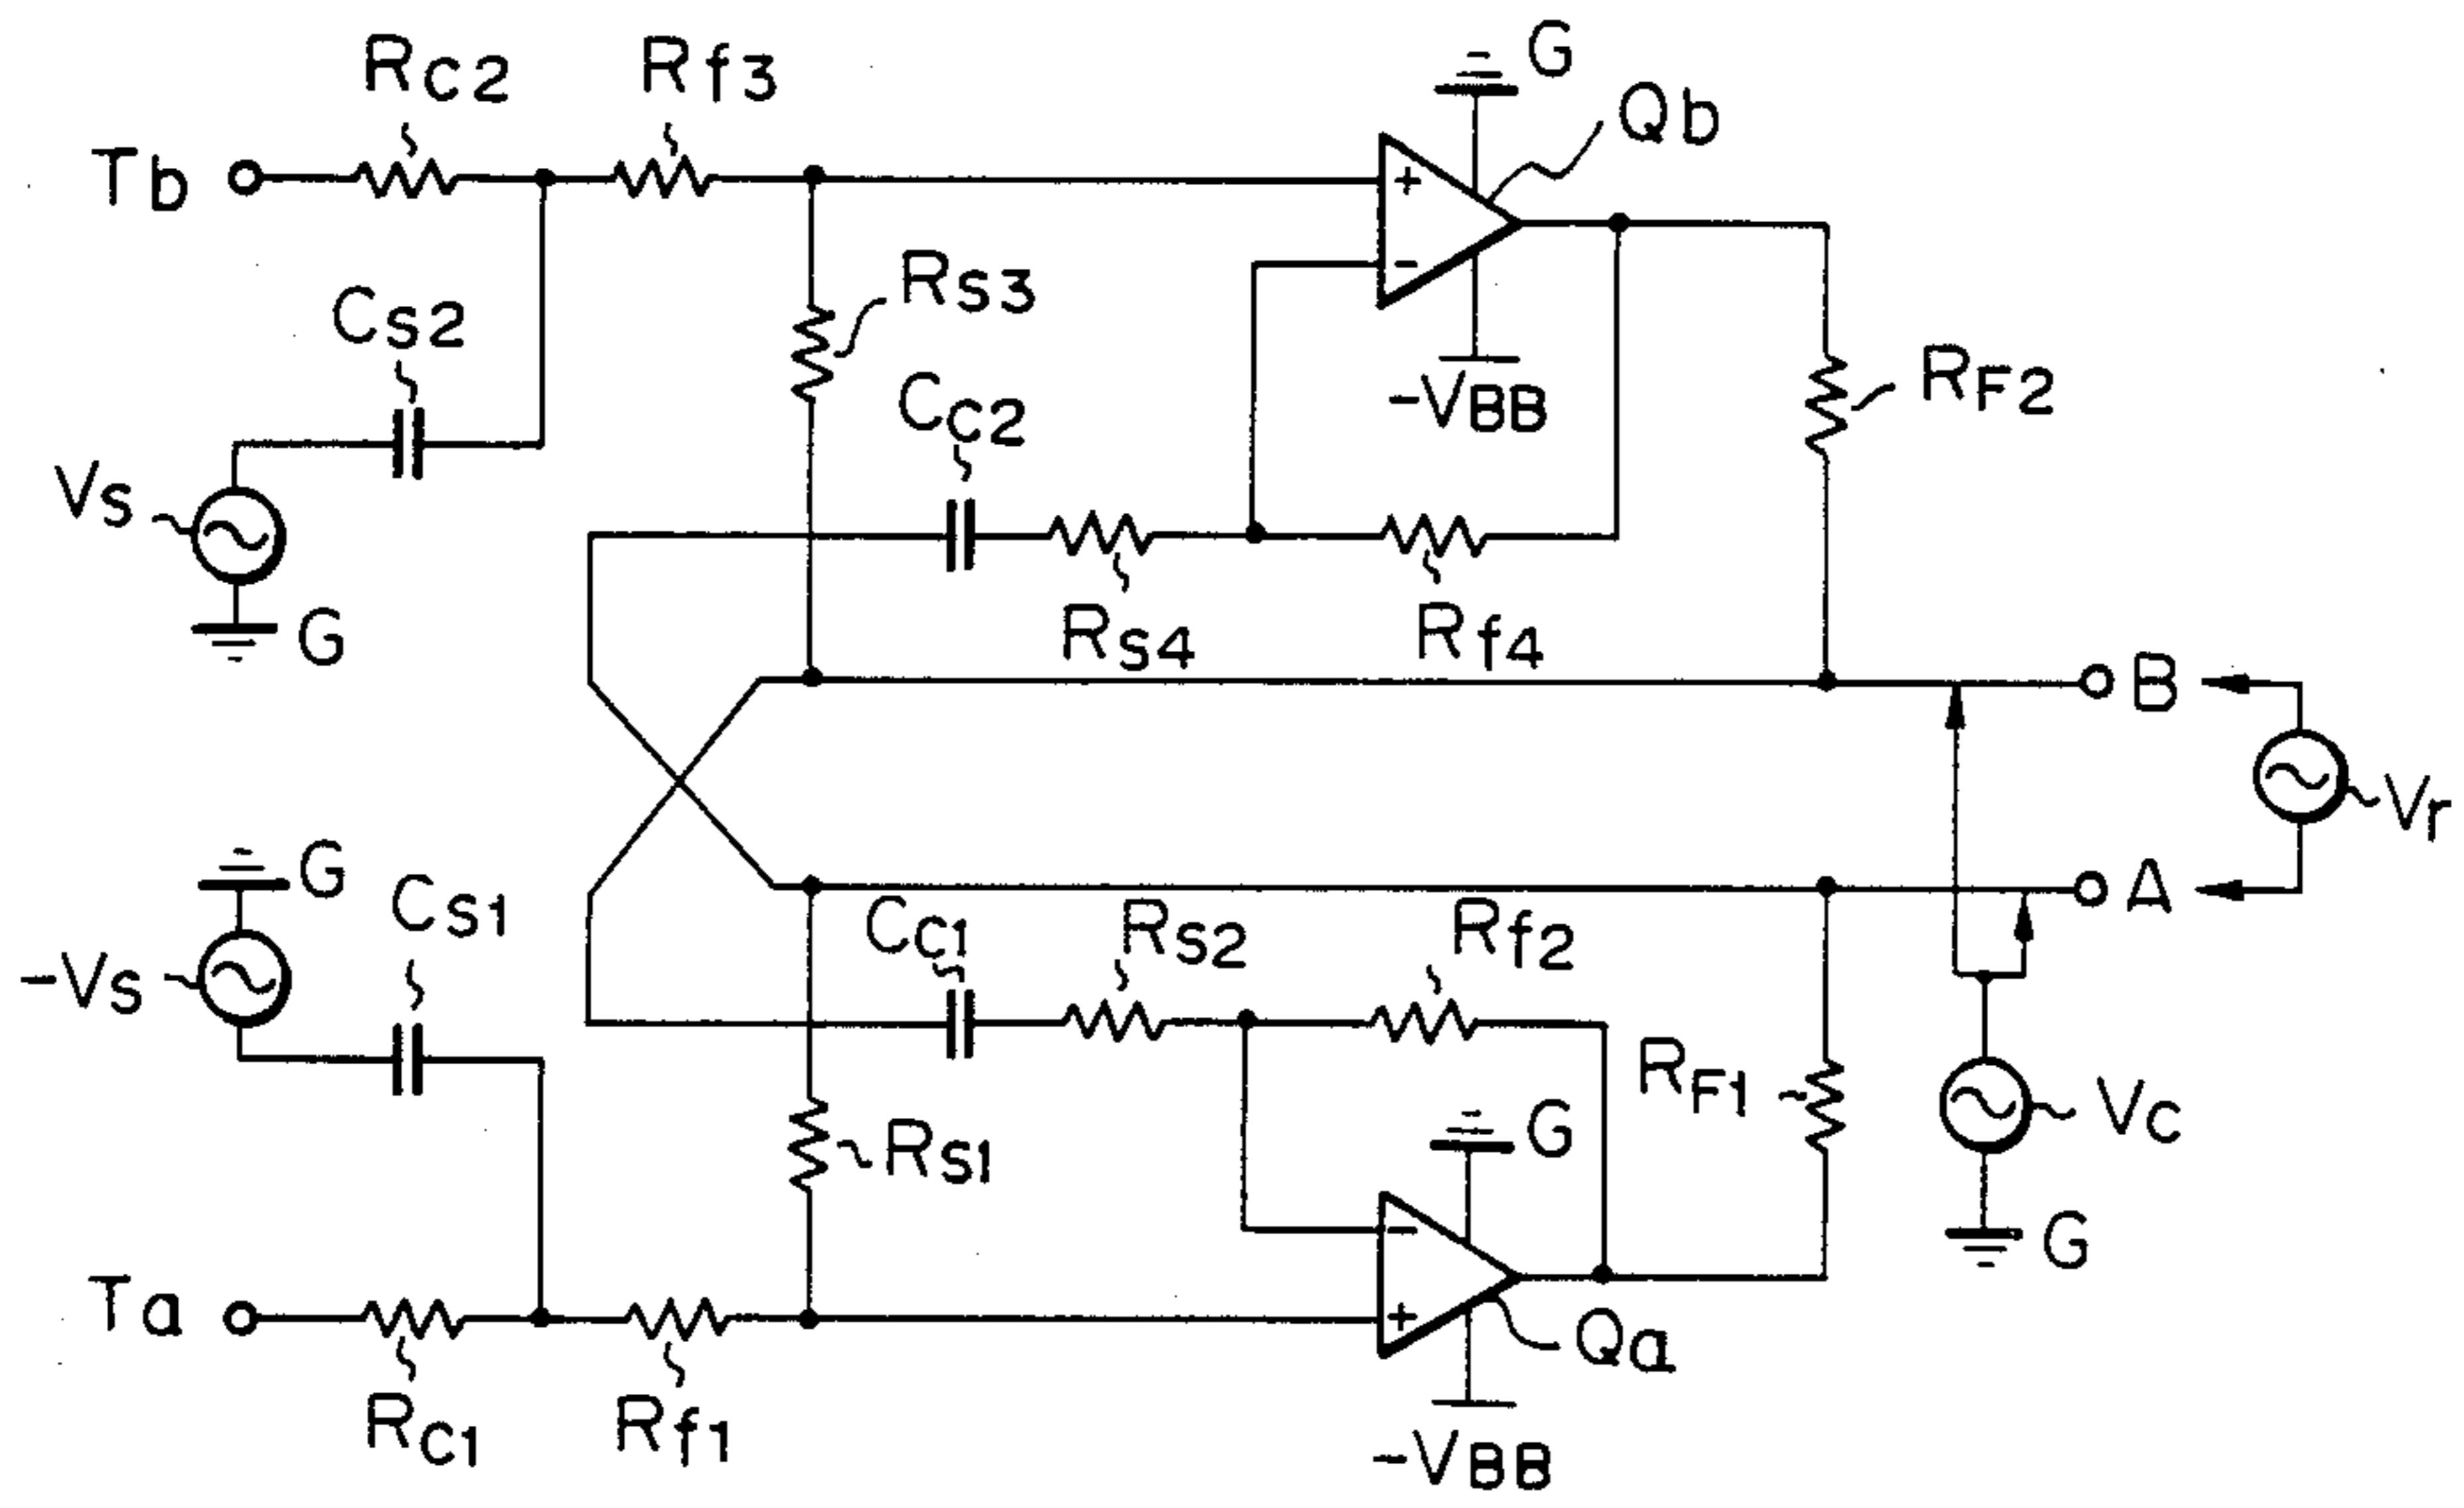 RC2
Rf3
G
Qb
Tb
+
-
RS3
CS2
CC2
-VBB
RF2
VS
G
RS4
Rf4
B
Vr
G
CS1
A
CC1
RS2
Rf2
-VS
RF1
VC
G
RS1
-
+
G
Ta
Qa
RC1
Rf1
-VBB